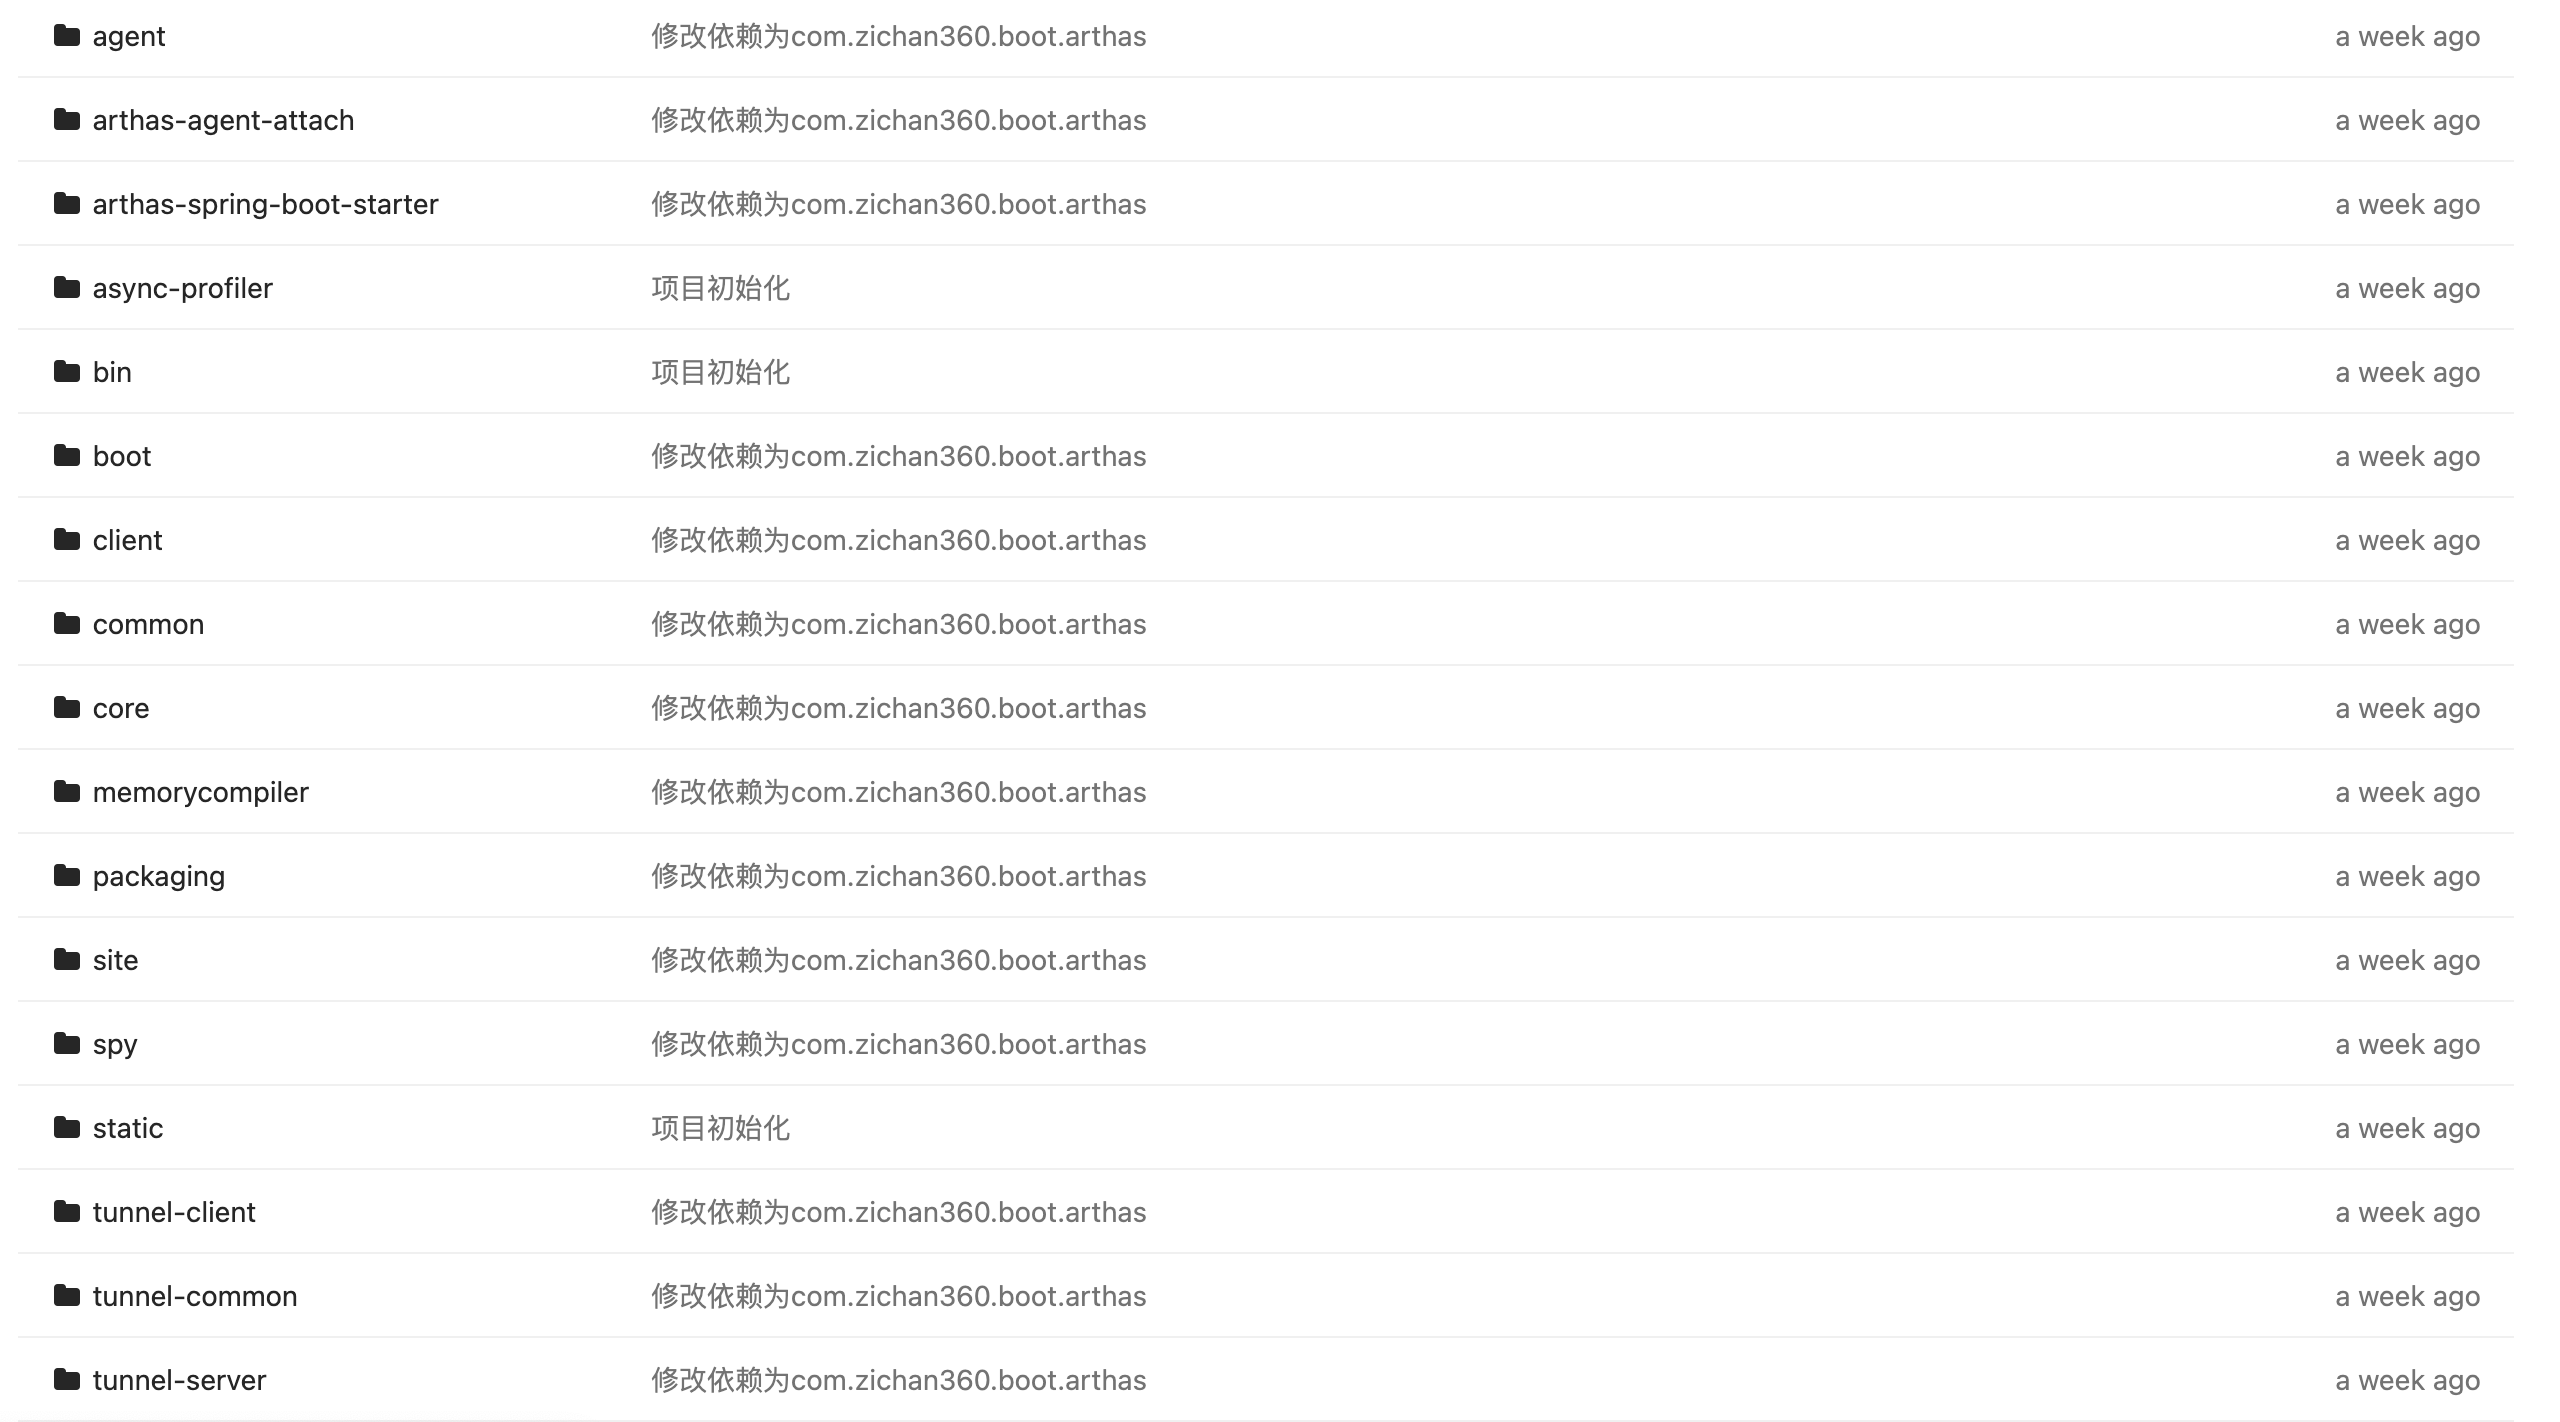 agent 修改依赖为com.zichan360.boot.arthas a week ago
arthas-agent-attach 修改依赖为com.zichan360.boot.arthas a week ago
arthas-spring-boot-starter 修改依赖为com.zichan360.boot.arthas a week ago
async-profiler 项目初始化 a week ago
bin 项目初始化 a week ago
boot 修改依赖为com.zichan360.boot.arthas a week ago
client 修改依赖为com.zichan360.boot.arthas a week ago
common 修改依赖为com.zichan360.boot.arthas a week ago
core 修改依赖为com.zichan360.boot.arthas a week ago
memorycompiler 修改依赖为com.zichan360.boot.arthas a week ago
packaging 修改依赖为com.zichan360.boot.arthas a week ago
site 修改依赖为com.zichan360.boot.arthas a week ago
spy 修改依赖为com.zichan360.boot.arthas a week ago
static 项目初始化 a week ago
tunnel-client 修改依赖为com.zichan360.boot.arthas a week ago
tunnel-common 修改依赖为com.zichan360.boot.arthas a week ago
tunnel-server 修改依赖为com.zichan360.boot.arthas a week ago